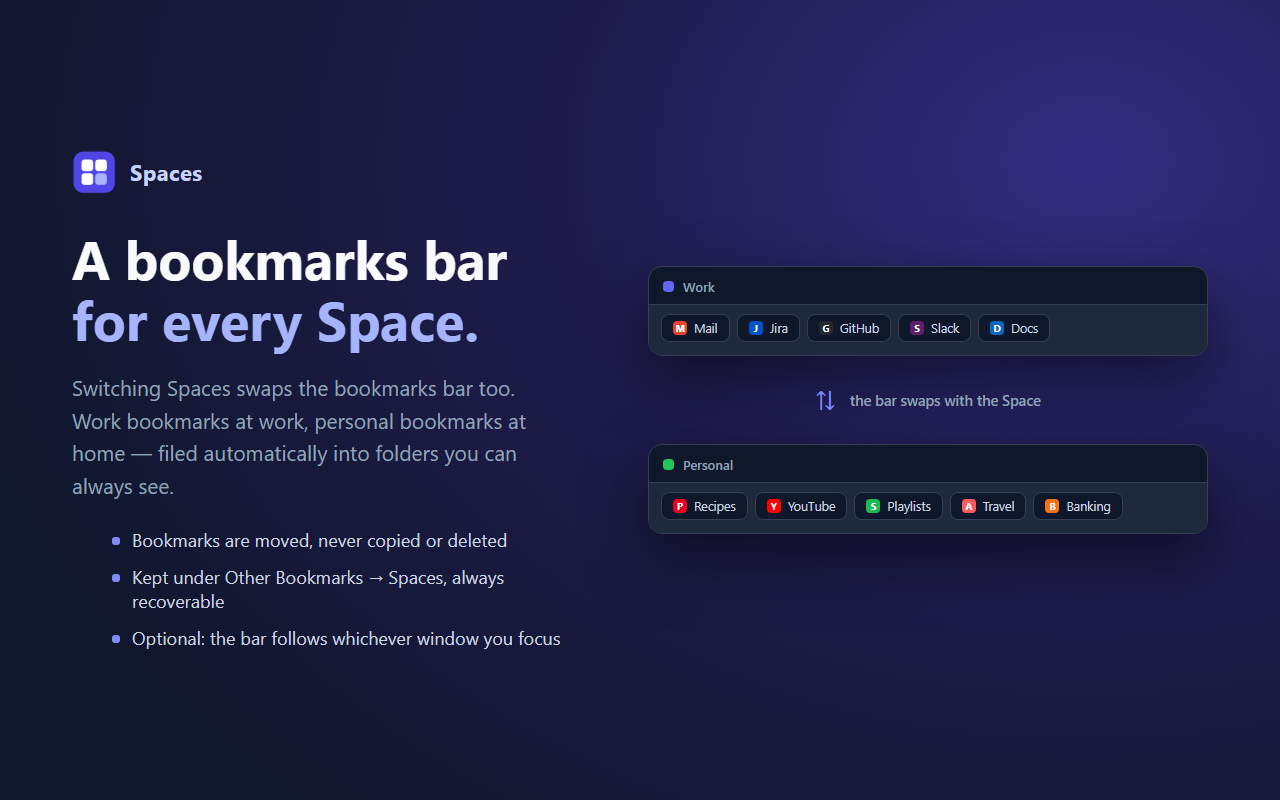 Spaces
A bookmarks bar
for every Space.
Switching Spaces swaps the bookmarks bar too.
Work bookmarks at work, personal bookmarks at
home — filed automatically into folders you can
always see.
Bookmarks are moved, never copied or deleted
Kept under Other Bookmarks → Spaces, always
recoverable
Optional: the bar follows whichever window you focus
Work
M Mail J Jira G GitHub S Slack D Docs
the bar swaps with the Space
Personal
P Recipes Y YouTube S Playlists A Travel B Banking